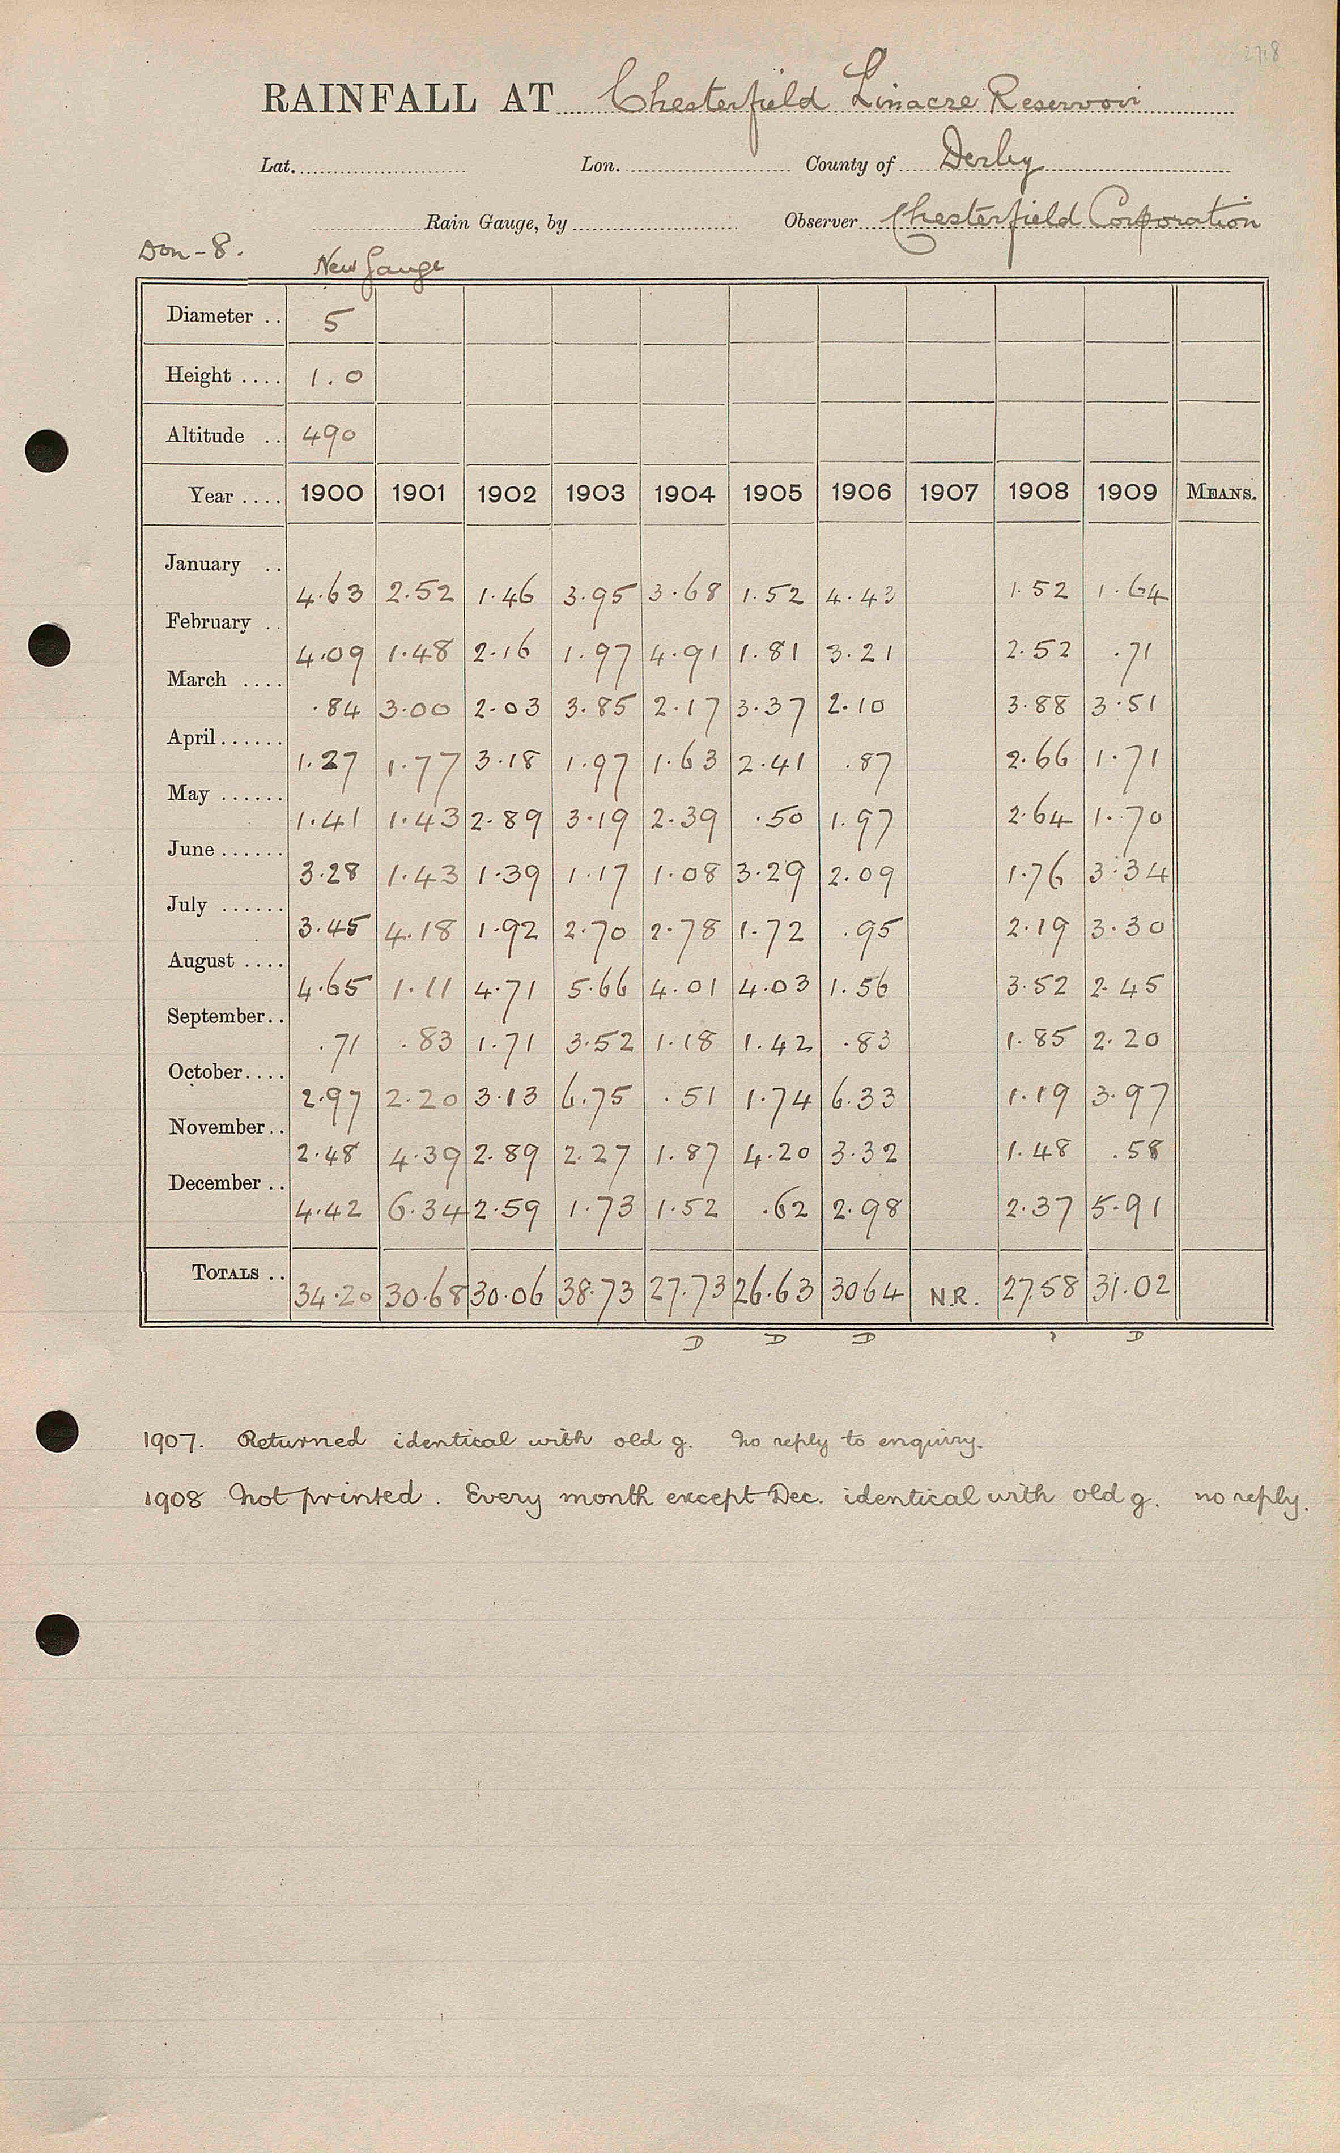 27.8
RAINFALL AT Chesterfield Linacre Reservoir
Lat. Lon. County of Derby
Rain Gauge, by Observer Chesterfield Corporation
Don - 8.
New Gauge
Diameter .. 5
Height .... 1.0
Altitude .. 490
Year .... 1900 1901 1902 1903 1904 1905 1906 1907 1908 1909 MEANS.
January .. 4.63 2.52 1.46 3.95 3.68 1.52 4.43 1.52 1.64
February .. 4.09 1.48 2.16 1.97 4.91 1.81 3.21 2.52 .71
March .... .84 3.00 2.03 3.85 2.17 3.37 2.10 3.88 3.51
April...... 1.27 1.77 3.18 1.97 1.63 2.41 .87 2.66 1.71
May ...... 1.41 1.43 2.89 3.19 2.39 .50 1.97 2.64 1.70
June ...... 3.28 1.43 1.39 1.17 1.08 3.29 2.09 1.76 3.34
July ...... 3.45 4.18 1.92 2.70 2.78 1.72 .95 2.19 3.30
August .... 4.65 1.11 4.71 5.66 4.01 4.03 1.56 3.52 2.45
September.. .71 .83 1.71 3.52 1.18 1.42 .83 1.85 2.20
October.... 2.97 2.20 3.13 6.75 .51 1.74 6.33 1.19 3.97
November.. 2.48 4.39 2.89 2.27 1.87 4.20 3.32 1.48 .58
December .. 4.42 6.34 2.59 1.73 1.52 .62 2.98 2.37 5.91
TOTALS .. 34.20 30.68 30.06 38.73 27.73 26.63 30.64 N.R. 27.58 31.02
D D D D
1907. Returned identical with old g. No reply to enquiry.
1908 Not printed. Every month except Dec. identical with old g. no reply.